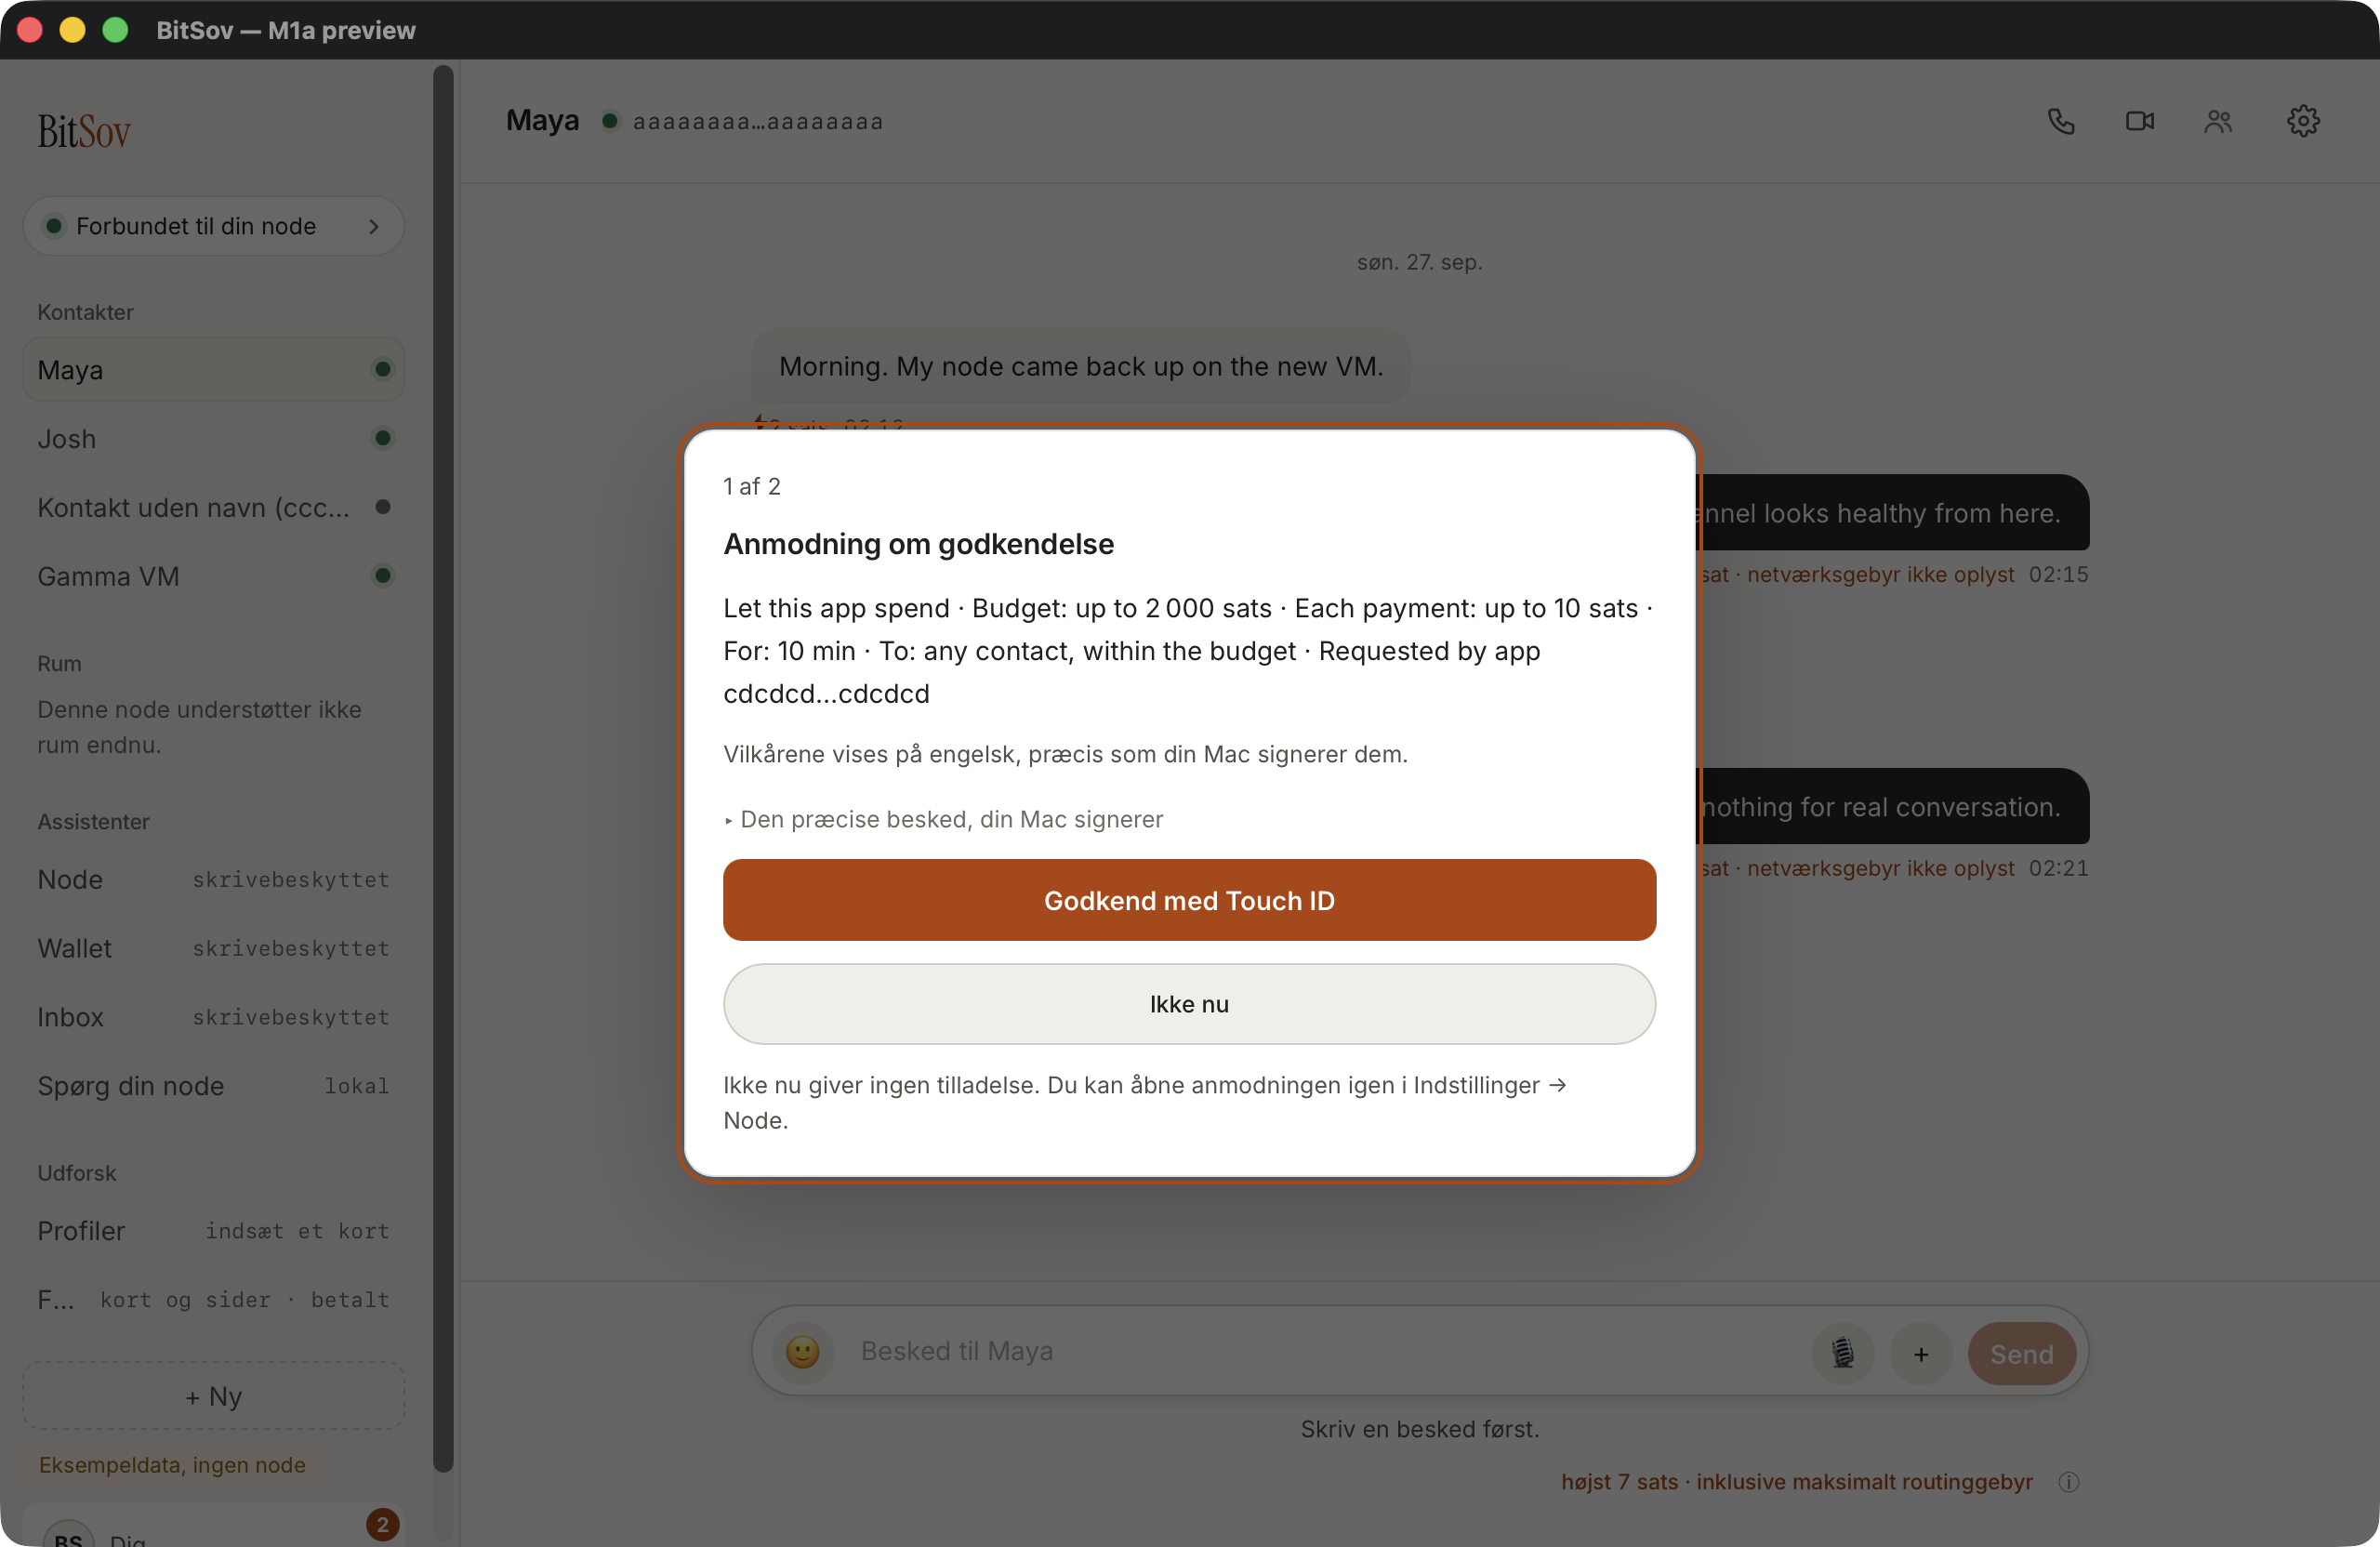 BitSov — M1a preview
BitSov
Forbundet til din node
Kontakter
Maya
Josh
Kontakt uden navn (ccc...
Gamma VM
Rum
Denne node understøtter ikke
rum endnu.
Assistenter
Node skrivebeskyttet
Wallet skrivebeskyttet
Inbox skrivebeskyttet
Spørg din node lokal
Udforsk
Profiler indsæt et kort
F... kort og sider · betalt
+ Ny
Eksempeldata, ingen node
BS Dig 2
Maya aaaaaaaa…aaaaaaaa
søn. 27. sep.
Morning. My node came back up on the new VM.
looks healthy from here.
sat · netværksgebyr ikke oplyst 02:15
nothing for real conversation.
sat · netværksgebyr ikke oplyst 02:21
1 af 2
Anmodning om godkendelse
Let this app spend · Budget: up to 2 000 sats · Each payment: up to 10 sats ·
For: 10 min · To: any contact, within the budget · Requested by app
cdcdcd…cdcdcd
Vilkårene vises på engelsk, præcis som din Mac signerer dem.
▸ Den præcise besked, din Mac signerer
Godkend med Touch ID
Ikke nu
Ikke nu giver ingen tilladelse. Du kan åbne anmodningen igen i Indstillinger →
Node.
Besked til Maya
+
Send
Skriv en besked først.
højst 7 sats · inklusive maksimalt routinggebyr